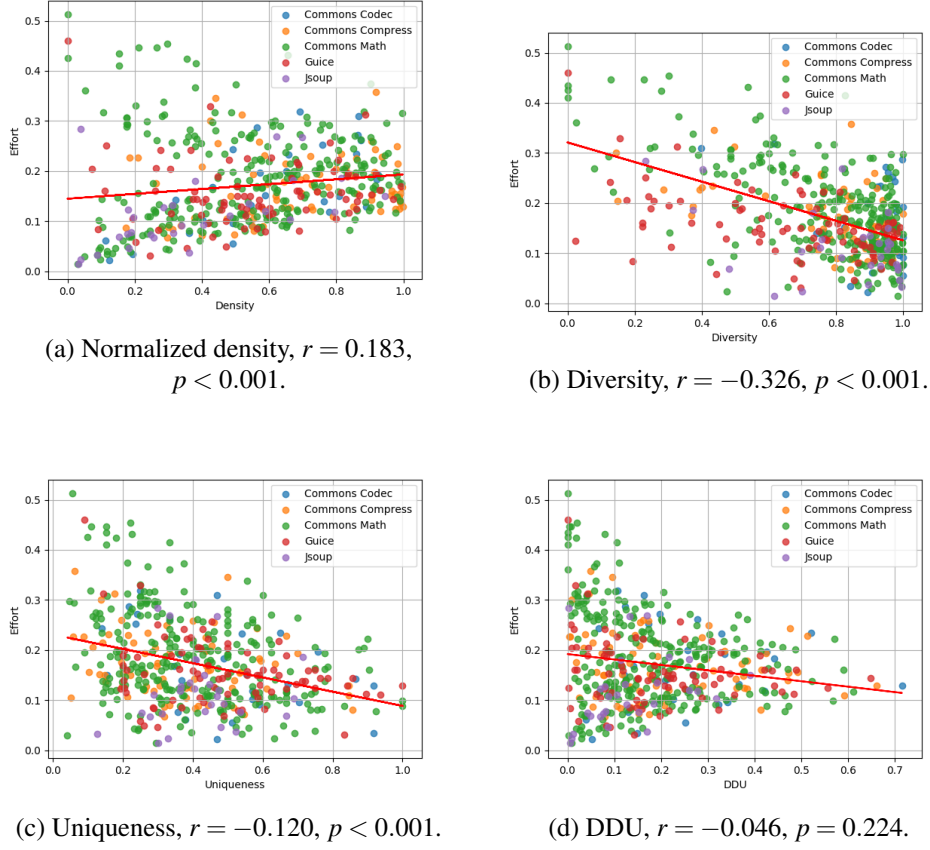 0.5
0.4
0.3
0.2
0.1
0.0
Effort
0.0 0.2 0.4 0.6 0.8 1.0
Density
Commons Codec
Commons Compress
Commons Math
Guice
Jsoup
(a) Normalized density, r = 0.183,
p < 0.001.
0.5
0.4
0.3
0.2
0.1
0.0
Effort
0.0 0.2 0.4 0.6 0.8 1.0
Diversity
Commons Codec
Commons Compress
Commons Math
Guice
Jsoup
(b) Diversity, r = −0.326, p < 0.001.
0.5
0.4
0.3
0.2
0.1
0.0
Effort
0.0 0.2 0.4 0.6 0.8 1.0
Uniqueness
Commons Codec
Commons Compress
Commons Math
Guice
Jsoup
(c) Uniqueness, r = −0.120, p < 0.001.
0.5
0.4
0.3
0.2
0.1
0.0
Effort
0.0 0.1 0.2 0.3 0.4 0.5 0.6 0.7
DDU
Commons Codec
Commons Compress
Commons Math
Guice
Jsoup
(d) DDU, r = −0.046, p = 0.224.